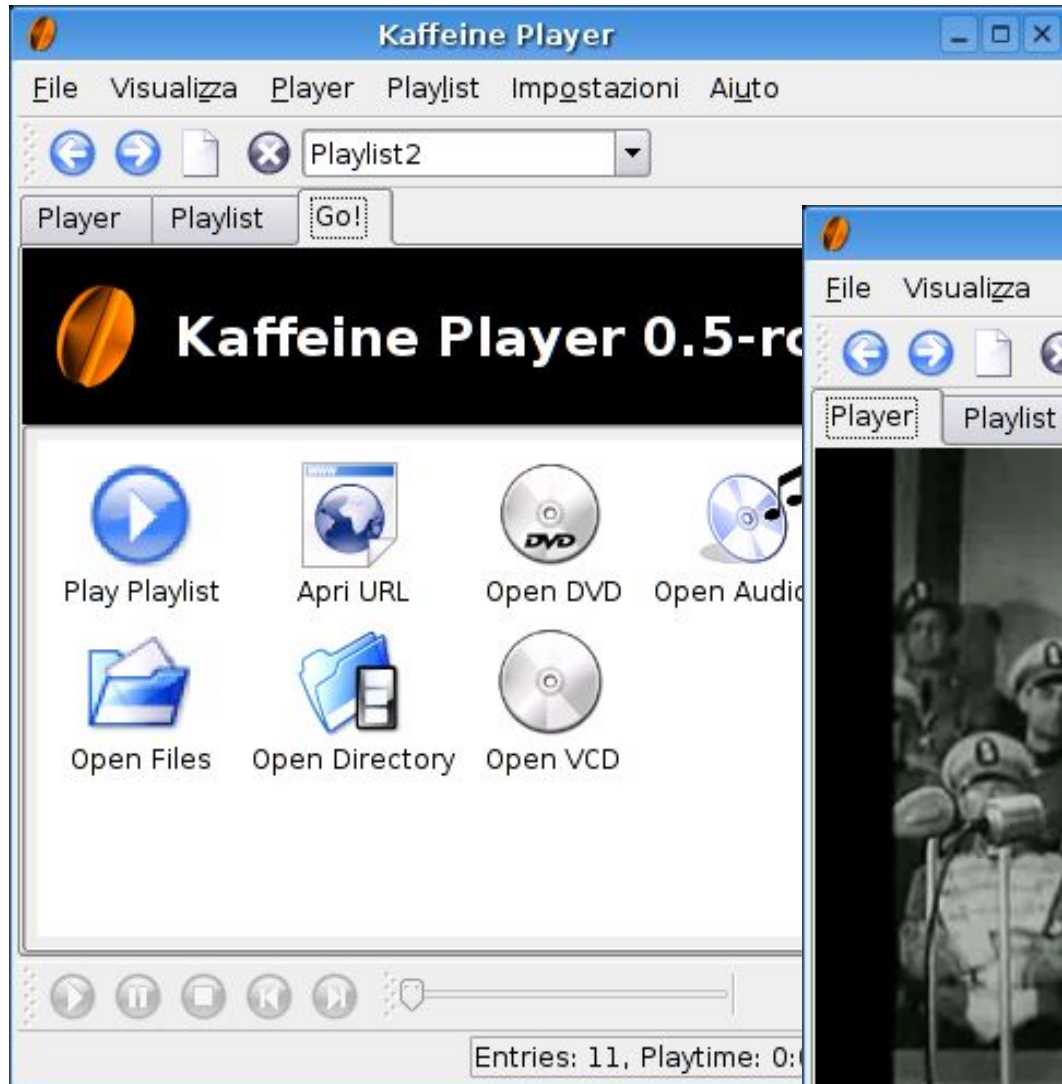 Kaffeine Player
File Visualizza Player Playlist Impostazioni Aiuto
Playlist2
Player Playlist Go!
Kaffeine Player 0.5-rc
WWW
DVD
Play Playlist Apri URL Open DVD Open Audio
Open Files Open Directory Open VCD
Entries: 11, Playtime: 0:
File Visualizza
Player Playlist